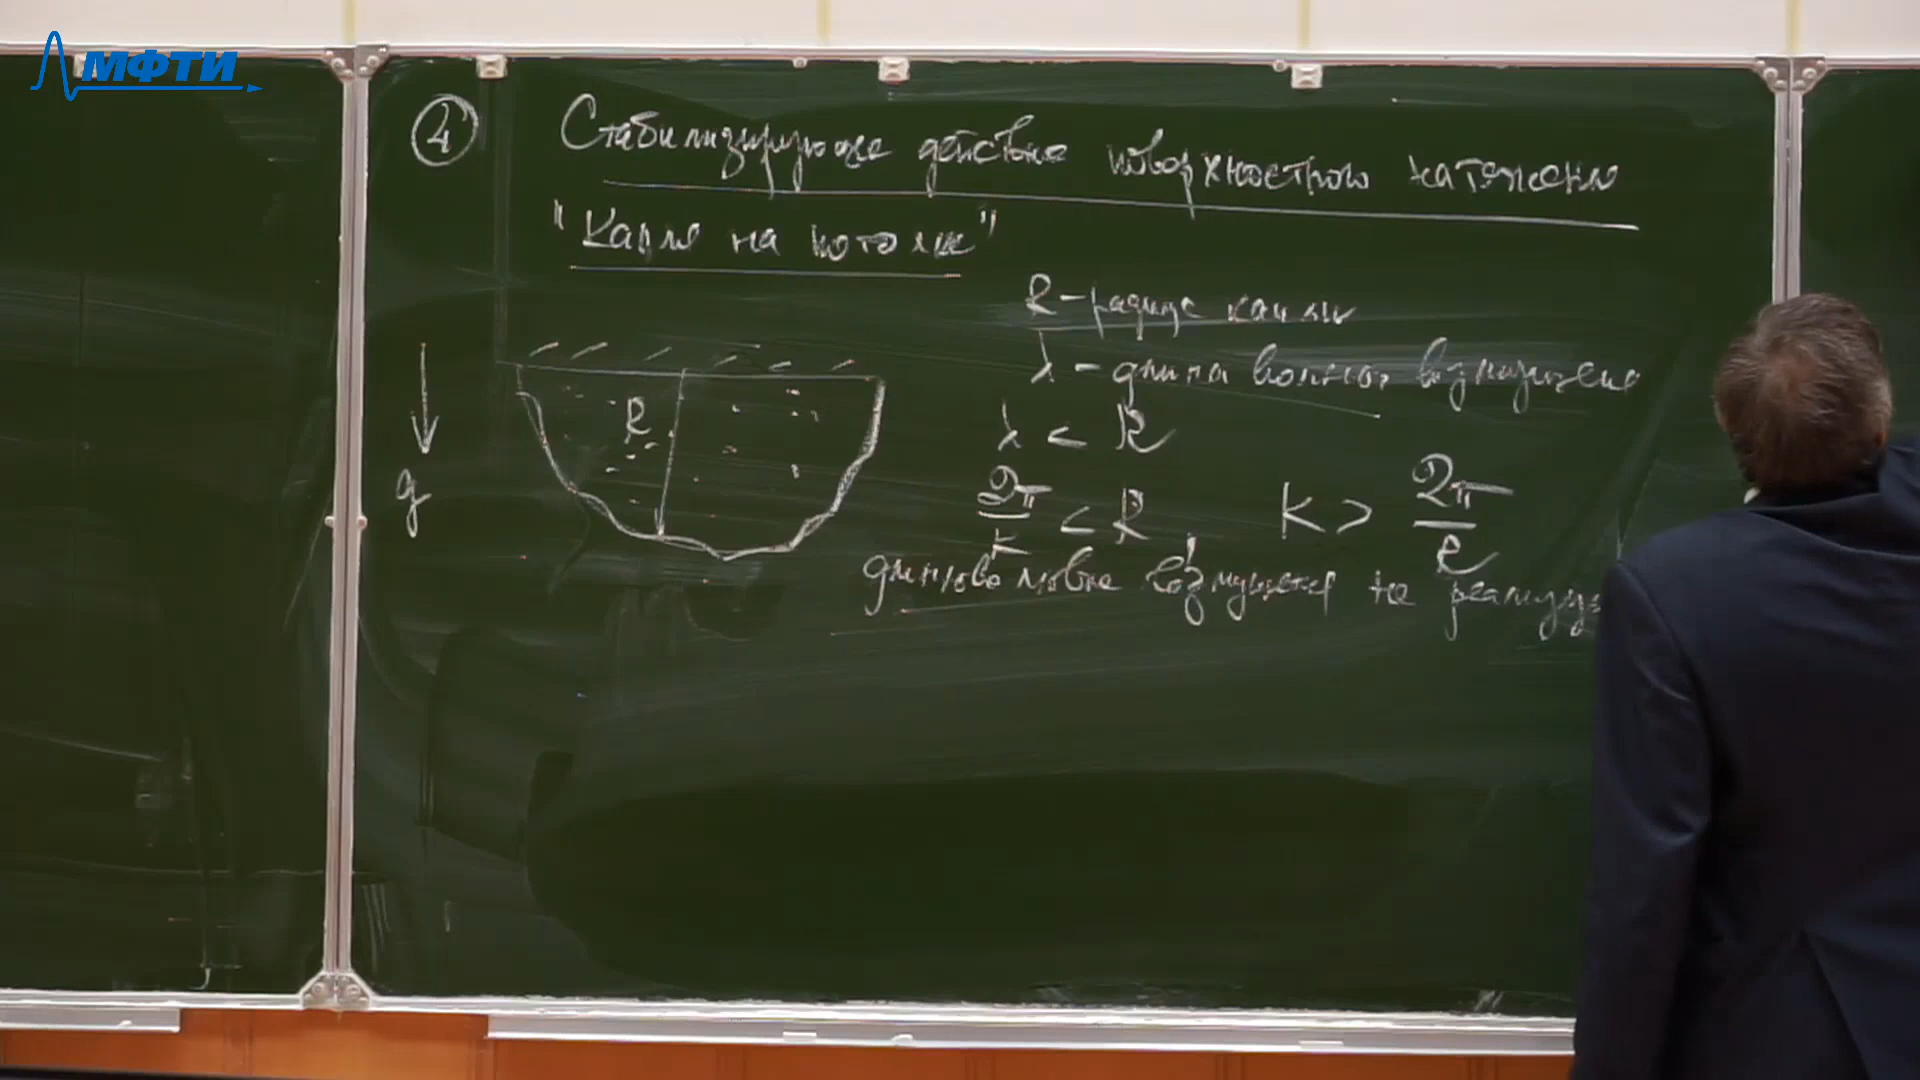 МФТИ
④ Стабилизирующее действие поверхностного натяжения
"Капля на потолке"
R - радиус капли
λ - длина волны возмущения
λ < R
R
g
2π/k < R, k > 2π/R
длинноволновые возмущения не реализу